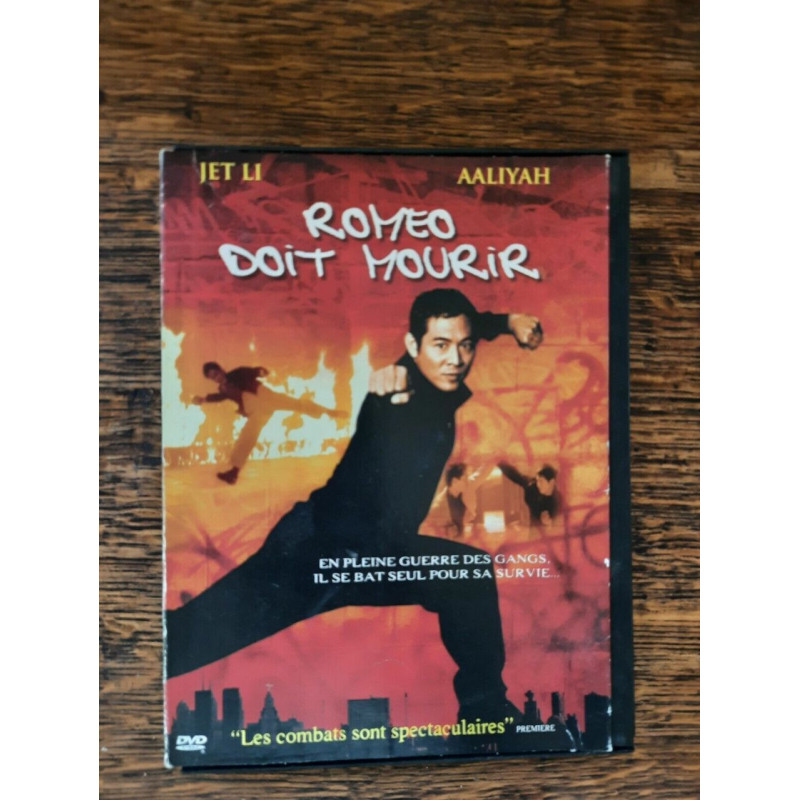 JET LI
AALIYAH
ROMEO
DOIT MOURIR
EN PLEINE GUERRE DES GANGS,
IL SE BAT SEUL POUR SA SURVIE...
"Les combats sont spectaculaires" PREMIERE
DVD